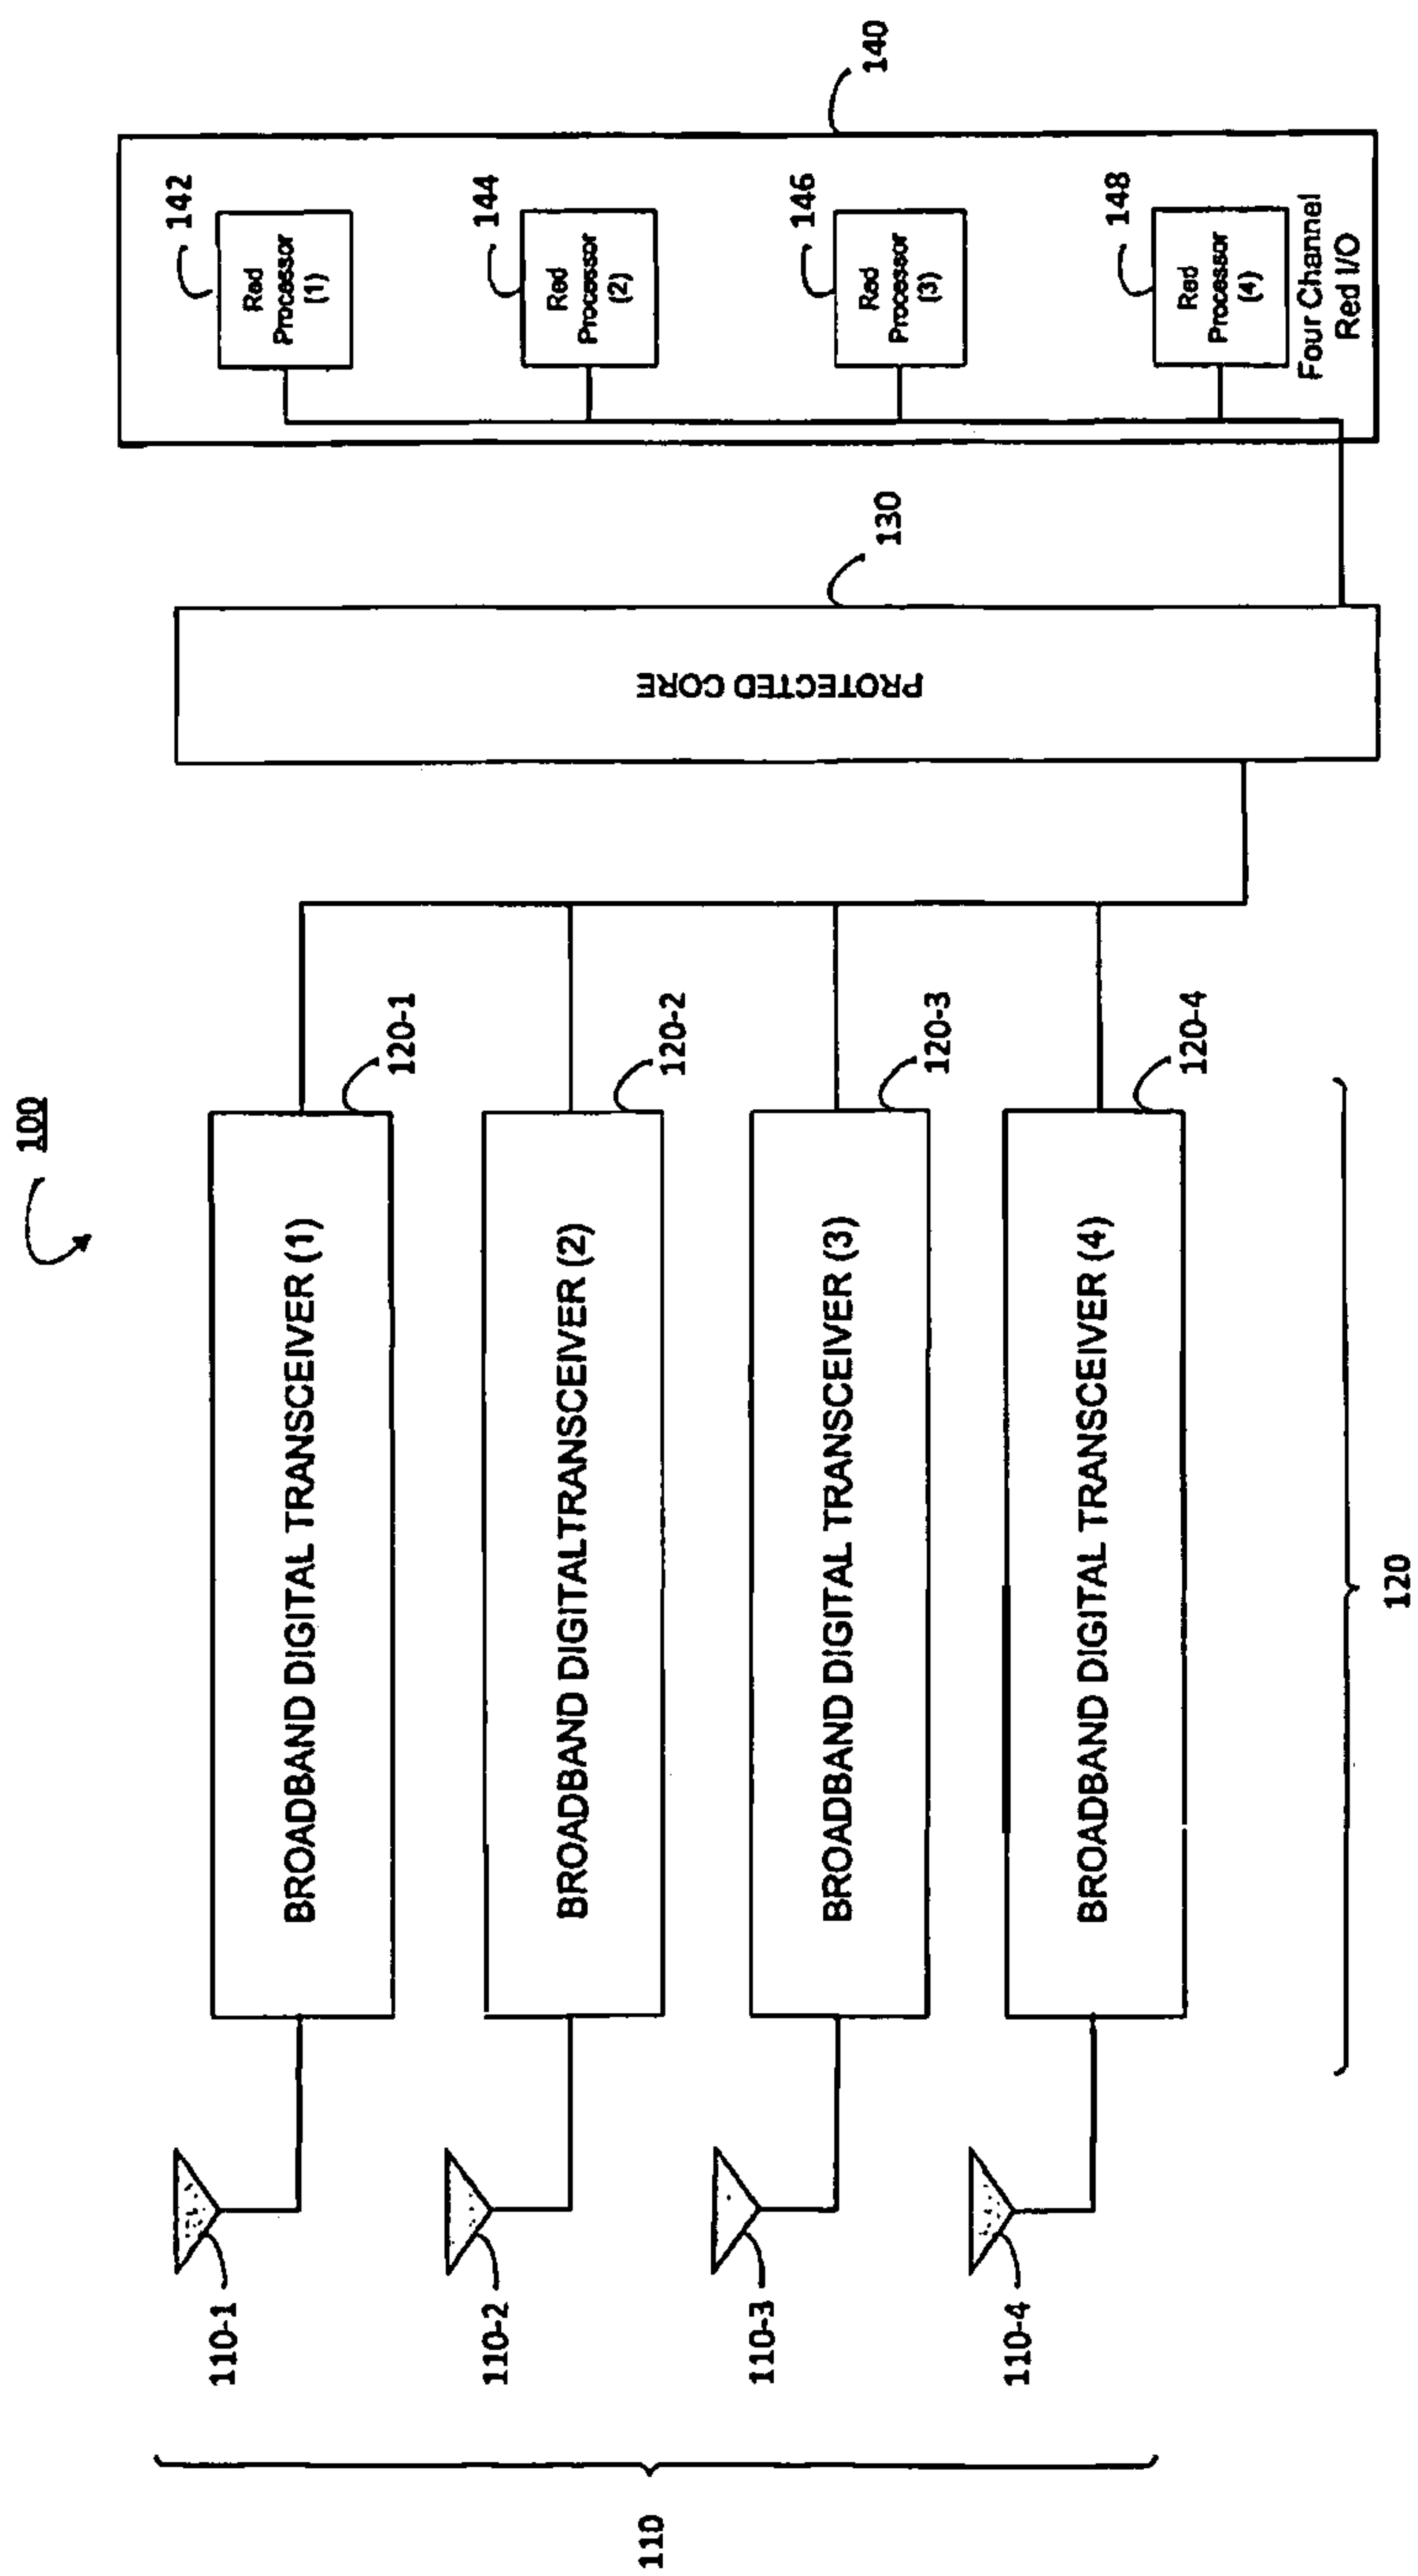 100
110
110-1
110-2
110-3
110-4
BROADBAND DIGITAL TRANSCEIVER (1)
120-1
BROADBAND DIGITALTRANSCEIVER (2)
120-2
BROADBAND DIGITAL TRANSCEIVER (3)
120-3
BROADBAND DIGITAL TRANSCEIVER (4)
120-4
120
PROTECTED CORE
130
140
142
Red
Processor
(1)
144
Red
Processor
(2)
146
Red
Processor
(3)
148
Red
Processor
(4)
Four Channel
Red I/O